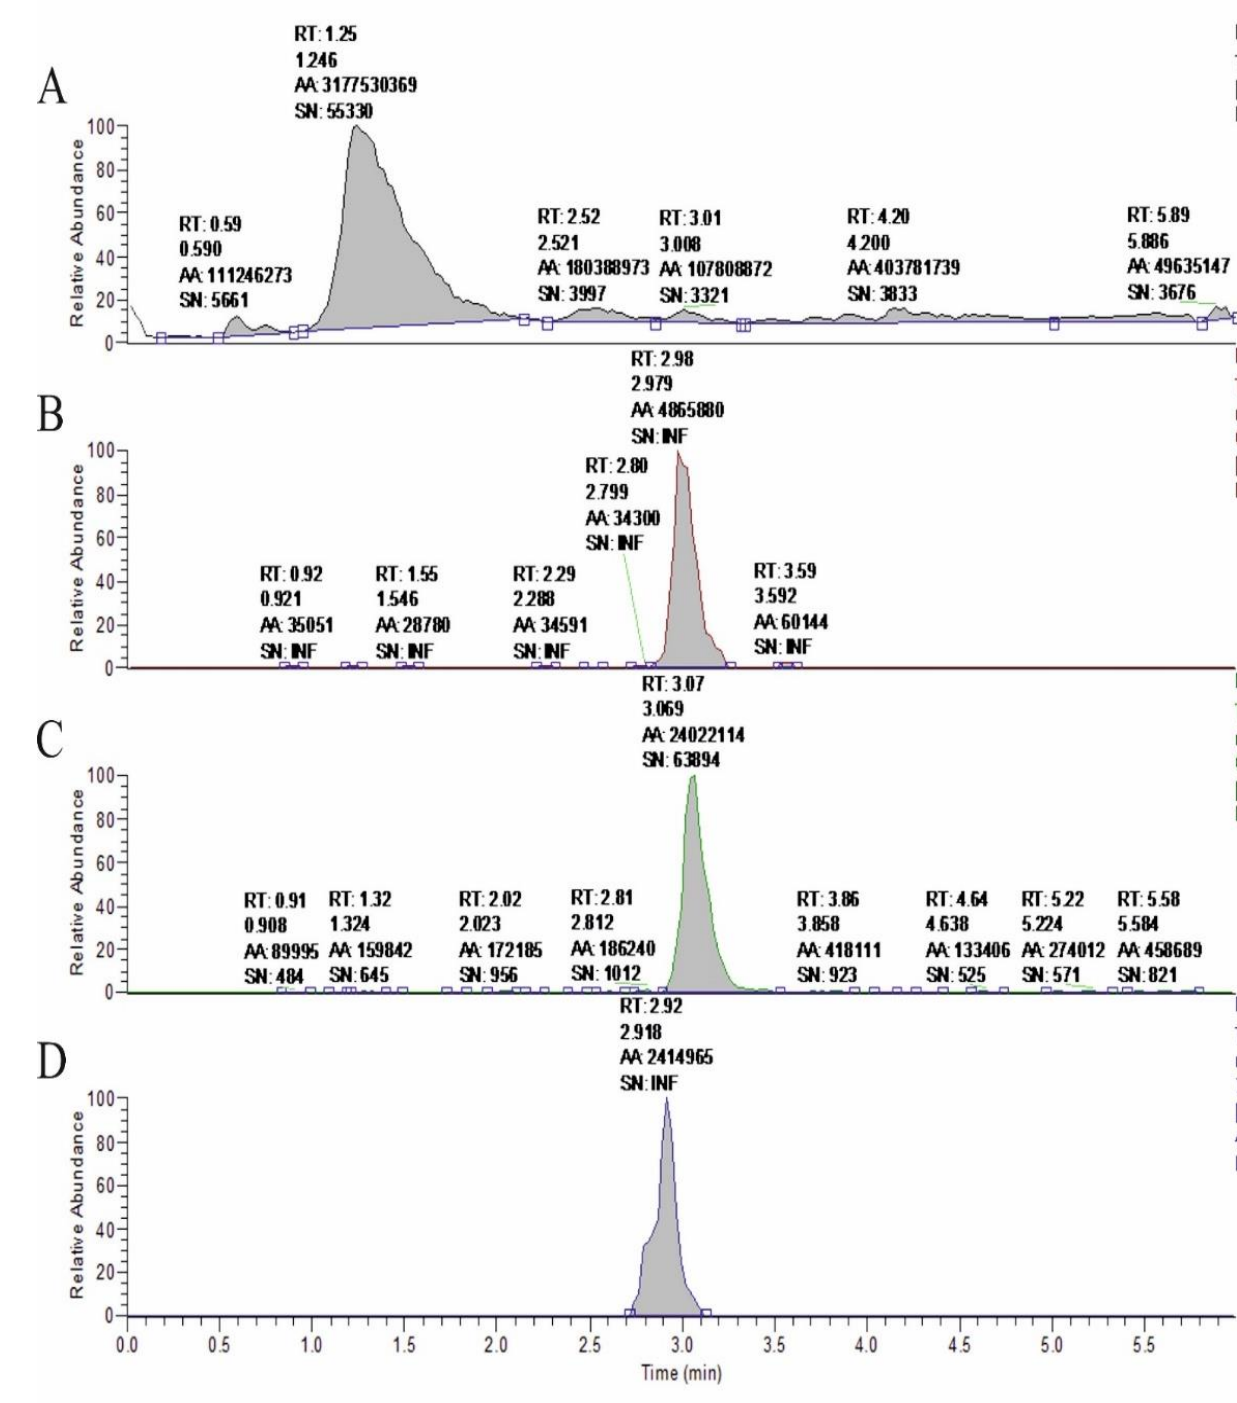 A
RT: 1.25
1.246
AA: 3177530369
SN: 55330
RT: 0.59
0.590
AA: 111246273
SN: 5661
RT: 2.52
2.521
AA: 180388973
SN: 3997
RT: 3.01
3.008
AA: 107808872
SN: 3321
RT: 4.20
4.200
AA: 403781739
SN: 3833
RT: 5.89
5.886
AA: 49635147
SN: 3676
Relative Abundance
100
80
60
40
20
0
B
RT: 2.98
2.979
AA: 4865880
SN: INF
RT: 2.80
2.799
AA: 34300
SN: INF
RT: 0.92
0.921
AA: 35051
SN: INF
RT: 1.55
1.546
AA: 28780
SN: INF
RT: 2.29
2.288
AA: 34591
SN: INF
RT: 3.59
3.592
AA: 60144
SN: INF
Relative Abundance
100
80
60
40
20
0
C
RT: 3.07
3.069
AA: 24022114
SN: 63894
RT: 0.91
0.908
AA: 89995
SN: 484
RT: 1.32
1.324
AA: 159842
SN: 645
RT: 2.02
2.023
AA: 172185
SN: 956
RT: 2.81
2.812
AA: 186240
SN: 1012
RT: 3.86
3.858
AA: 418111
SN: 923
RT: 4.64
4.638
AA: 133406
SN: 525
RT: 5.22
5.224
AA: 274012
SN: 571
RT: 5.58
5.584
AA: 458689
SN: 821
Relative Abundance
100
80
60
40
20
0
D
RT: 2.92
2.918
AA: 2414965
SN: INF
Relative Abundance
100
80
60
40
20
0
0.0 0.5 1.0 1.5 2.0 2.5 3.0 3.5 4.0 4.5 5.0 5.5
Time (min)